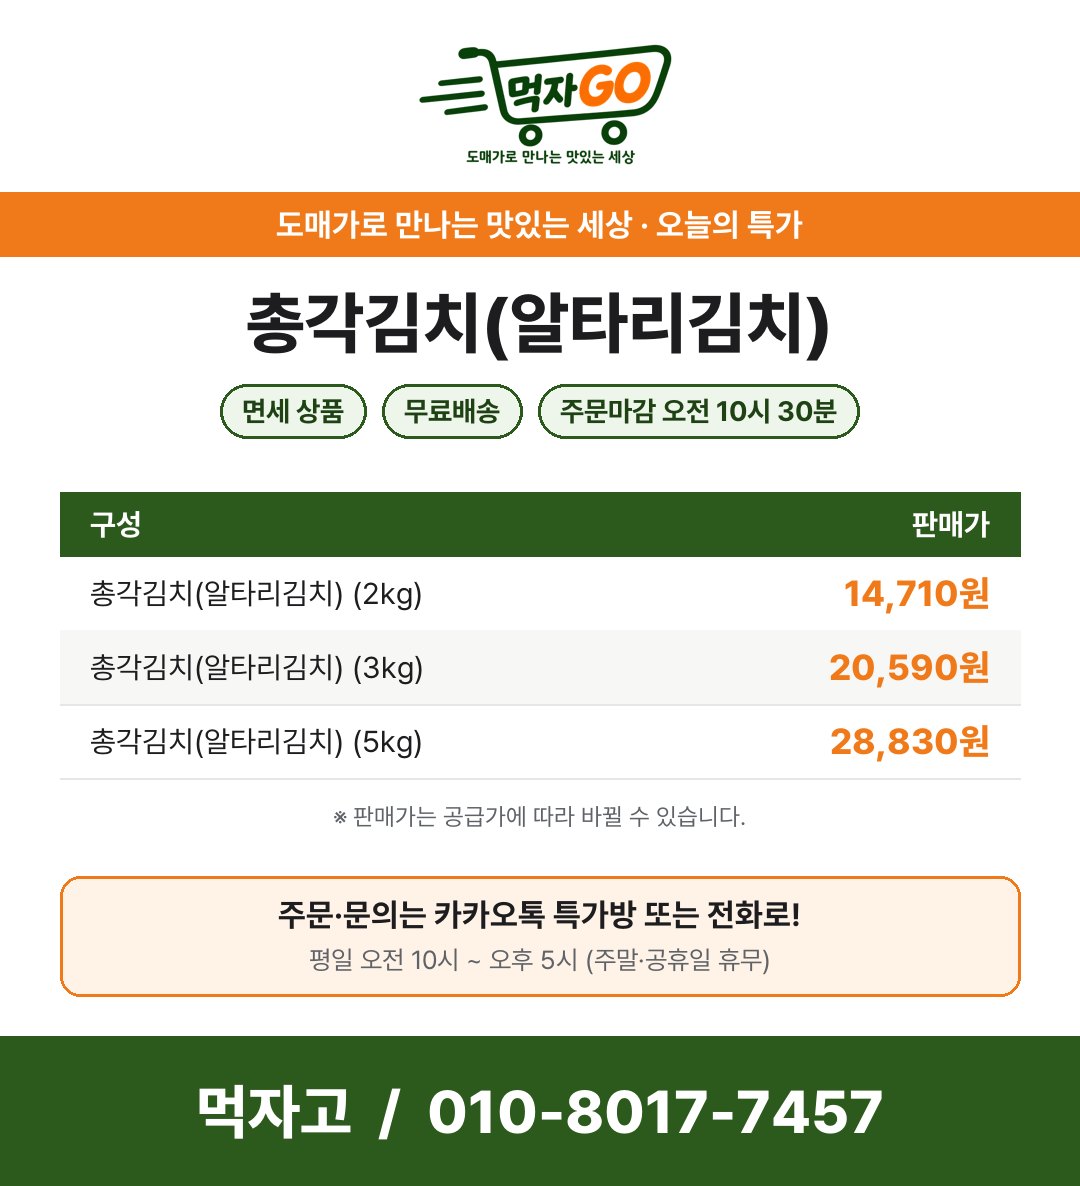 먹자GO
도매가로 만나는 맛있는 세상
도매가로 만나는 맛있는 세상 · 오늘의 특가
총각김치(알타리김치)
면세 상품 무료배송 주문마감 오전 10시 30분
구성 판매가
총각김치(알타리김치) (2kg) 14,710원
총각김치(알타리김치) (3kg) 20,590원
총각김치(알타리김치) (5kg) 28,830원
※ 판매가는 공급가에 따라 바뀔 수 있습니다.
주문·문의는 카카오톡 특가방 또는 전화로!
평일 오전 10시 ~ 오후 5시 (주말·공휴일 휴무)
먹자고 / 010-8017-7457